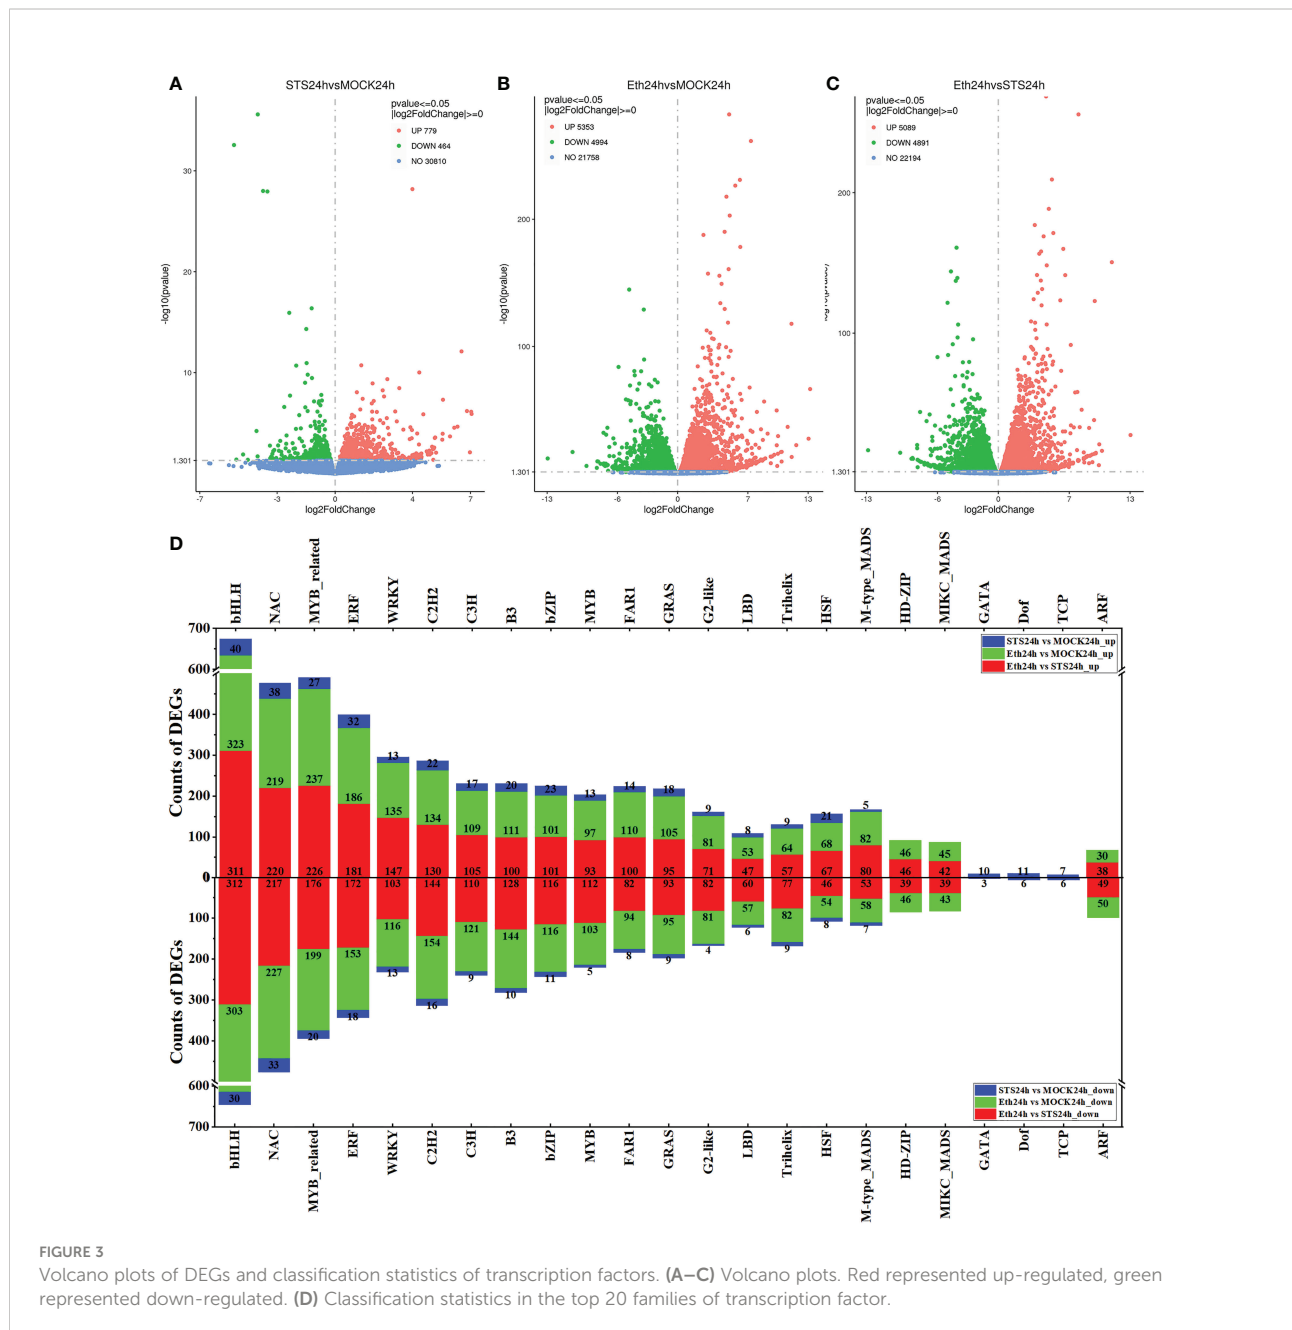 A
STS24hvsMOCK24h
pvalue<=0.05
|log2FoldChange|>=0
UP 779
DOWN 464
NO 30810
-log10(pvalue)
30
20
10
1.301
-7
-3
0
4
7
log2FoldChange
B
Eth24hvsMOCK24h
pvalue<=0.05
|log2FoldChange|>=0
UP 5353
DOWN 4994
NO 21758
-log10(pvalue)
200
100
1.301
-13
-6
0
7
13
log2FoldChange
C
Eth24hvsSTS24h
pvalue<=0.05
|log2FoldChange|>=0
UP 5089
DOWN 4891
NO 22194
200
100
1.301
-13
-6
0
7
13
log2FoldChange
D
bHLH NAC MYB_related ERF WRKY C2H2 C3H B3 bZIP MYB FAR1 GRAS G2-like LBD Trihelix HSF M-type_MADS HD-ZIP MIKC_MADS GATA Dof TCP ARF
STS24h vs MOCK24h_up
Eth24h vs MOCK24h_up
Eth24h vs STS24h_up
Counts of DEGs
700
600
400
300
200
100
0
40 38 27 32 13 22 17 20 23 13 14 18 9 8 9 21 5
323 219 237 186 135 134 109 111 101 97 110 105 81 53 64 68 82 46 45 30
311 220 226 181 147 130 105 100 101 93 100 95 71 47 57 67 80 46 42 10 11 7 38
312 217 176 172 103 144 110 128 116 112 82 93 82 60 77 46 53 39 39 3 6 6 49
303 227 199 153 116 154 121 144 116 103 94 95 81 57 82 54 58 46 43 50
30 33 20 18 13 16 9 10 11 5 8 9 4 6 9 8 7
Counts of DEGs
100
200
300
400
600
700
STS24h vs MOCK24h_down
Eth24h vs MOCK24h_down
Eth24h vs STS24h_down
bHLH NAC MYB_related ERF WRKY C2H2 C3H B3 bZIP MYB FAR1 GRAS G2-like LBD Trihelix HSF M-type_MADS HD-ZIP MIKC_MADS GATA Dof TCP ARF
FIGURE 3
Volcano plots of DEGs and classification statistics of transcription factors. (A–C) Volcano plots. Red represented up-regulated, green
represented down-regulated. (D) Classification statistics in the top 20 families of transcription factor.